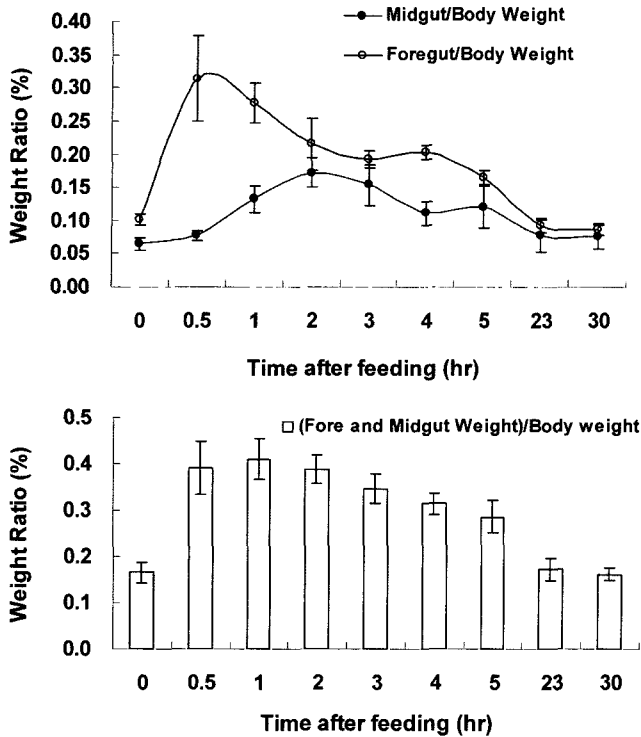 Midgut/Body Weight
Foregut/Body Weight
Weight Ratio (%)
0.40
0.35
0.30
0.25
0.20
0.15
0.10
0.05
0.00
0 0.5 1 2 3 4 5 23 30
Time after feeding (hr)
(Fore and Midgut Weight)/Body weight
Weight Ratio (%)
0.5
0.4
0.3
0.2
0.1
0.0
0 0.5 1 2 3 4 5 23 30
Time after feeding (hr)